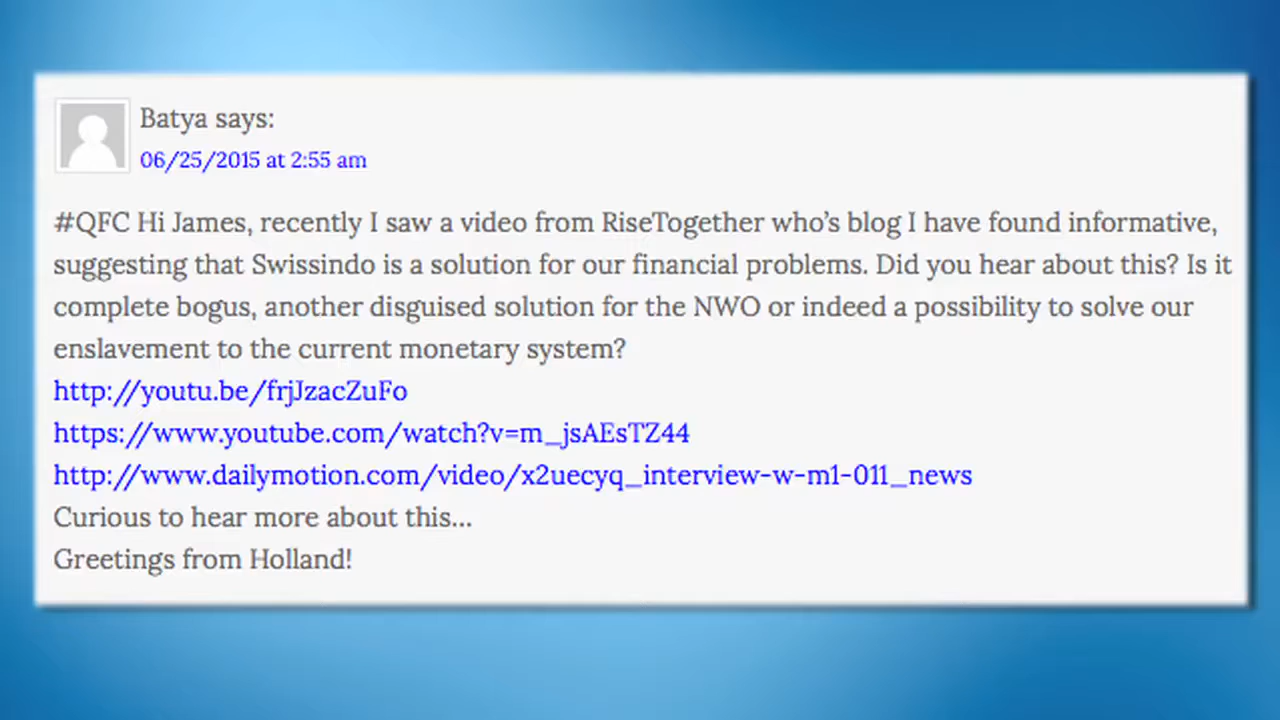 Batya says:
06/25/2015 at 2:55 am
#QFC Hi James, recently I saw a video from RiseTogether who's blog I have found informative,
suggesting that Swissindo is a solution for our financial problems. Did you hear about this? Is it
complete bogus, another disguised solution for the NWO or indeed a possibility to solve our
enslavement to the current monetary system?
http://youtu.be/frjJzacZuFo
https://www.youtube.com/watch?v=m_jsAEsTZ44
http://www.dailymotion.com/video/x2uecyq_interview-w-m1-011_news
Curious to hear more about this...
Greetings from Holland!